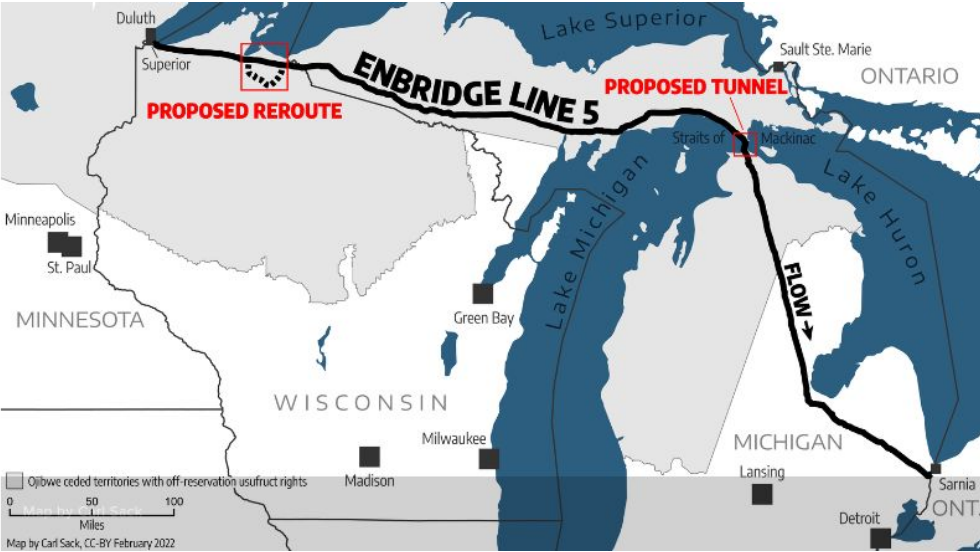 Duluth
Superior
Lake Superior
Sault Ste. Marie
ONTARIO
PROPOSED REROUTE
ENBRIDGE LINE 5
PROPOSED TUNNEL
Straits of Mackinac
Lake Michigan
Lake Huron
Minneapolis
St. Paul
MINNESOTA
Green Bay
FLOW →
WISCONSIN
Milwaukee
Madison
MICHIGAN
Lansing
Sarnia
ONT.
Detroit
Ojibwe ceded territories with off-reservation usufruct rights
0 50 100
Map by Carl Sack
Miles
Map by Carl Sack, CC-BY February 2022